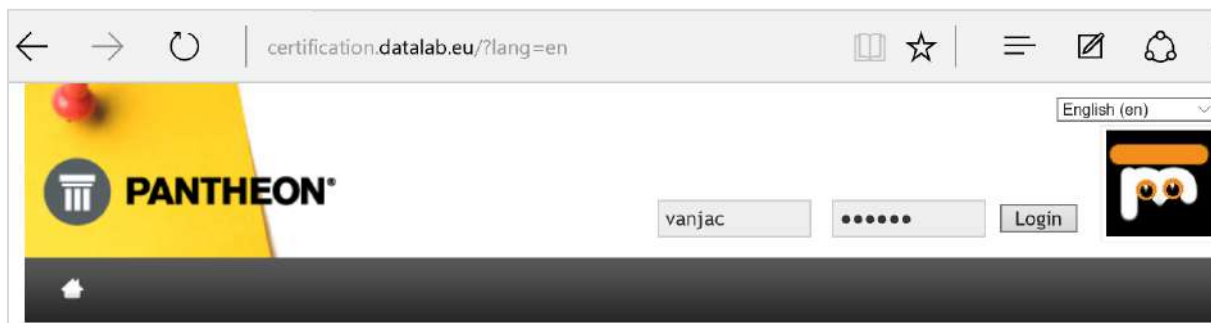 certification.datalab.eu/?lang=en
English (en)
PANTHEON®
vanjac
••••••
Login